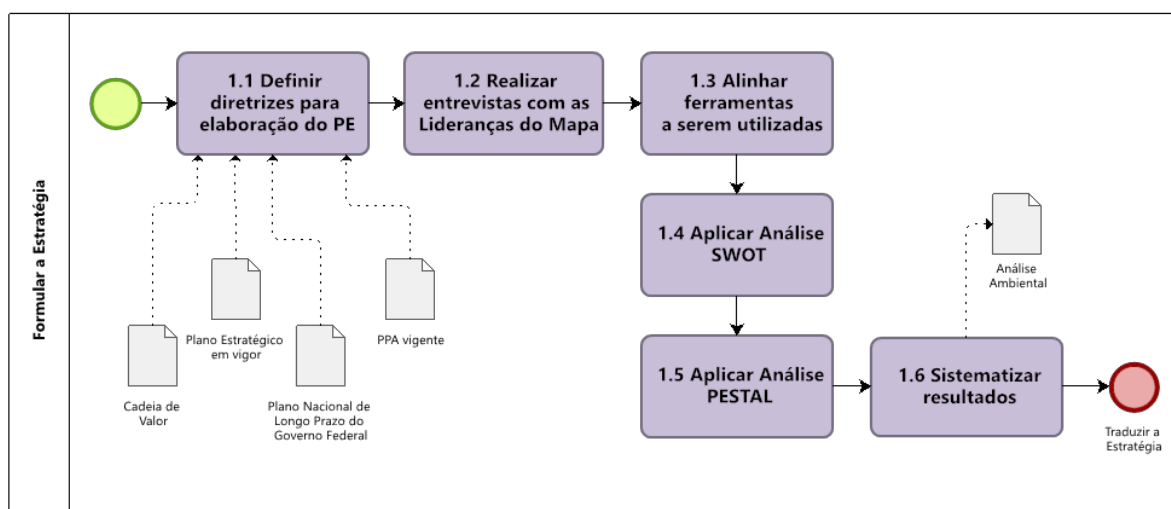 Formular a Estratégia
1.1 Definir
diretrizes para
elaboração do PE
1.2 Realizar
entrevistas com as
Lideranças do Mapa
1.3 Alinhar
ferramentas
a serem utilizadas
Cadeia de
Valor
Plano Estratégico
em vigor
Plano Nacional de
Longo Prazo do
Governo Federal
PPA vigente
1.4 Aplicar Análise
SWOT
1.5 Aplicar Análise
PESTAL
1.6 Sistematizar
resultados
Análise
Ambiental
Traduzir a
Estratégia